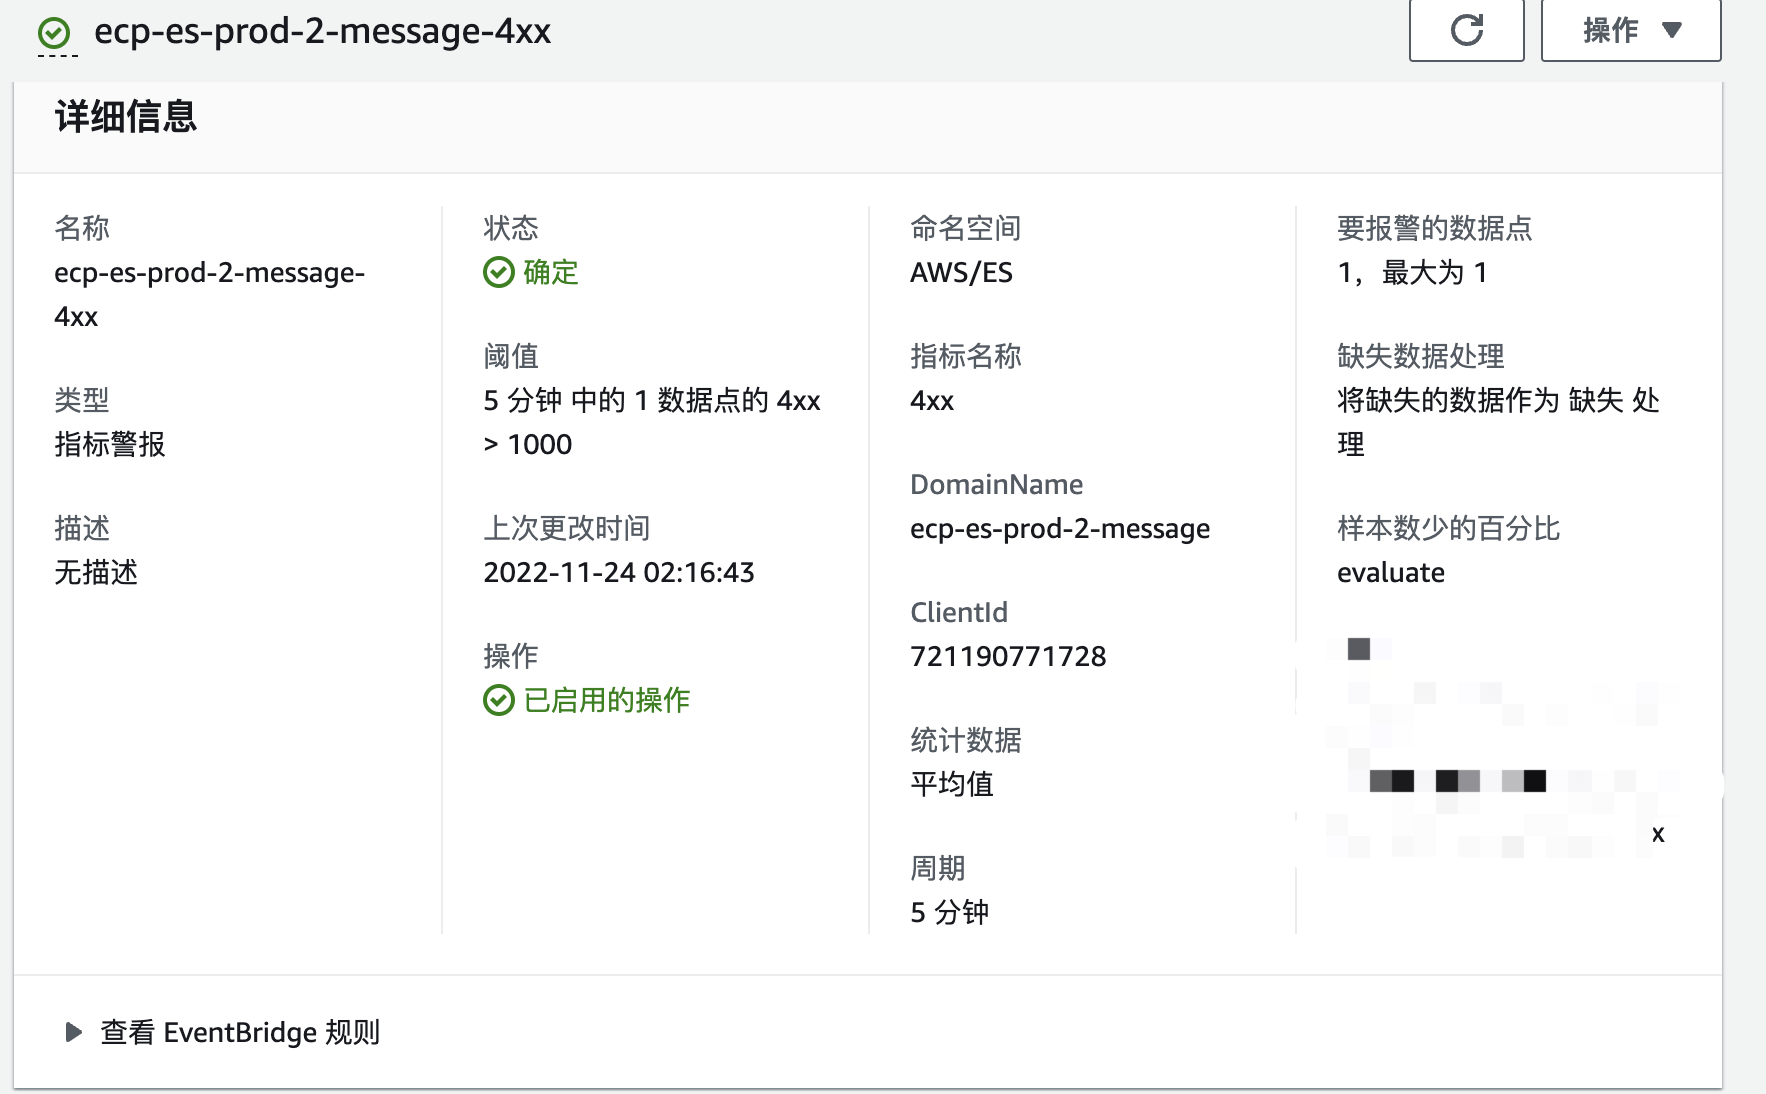 ecp-es-prod-2-message-4xx
操作
详细信息
名称
ecp-es-prod-2-message-
4xx
类型
指标警报
描述
无描述
状态
确定
阈值
5 分钟 中的 1 数据点的 4xx
> 1000
上次更改时间
2022-11-24 02:16:43
操作
已启用的操作
命名空间
AWS/ES
指标名称
4xx
DomainName
ecp-es-prod-2-message
ClientId
721190771728
统计数据
平均值
周期
5 分钟
要报警的数据点
1，最大为 1
缺失数据处理
将缺失的数据作为 缺失 处
理
样本数少的百分比
evaluate
x
查看 EventBridge 规则